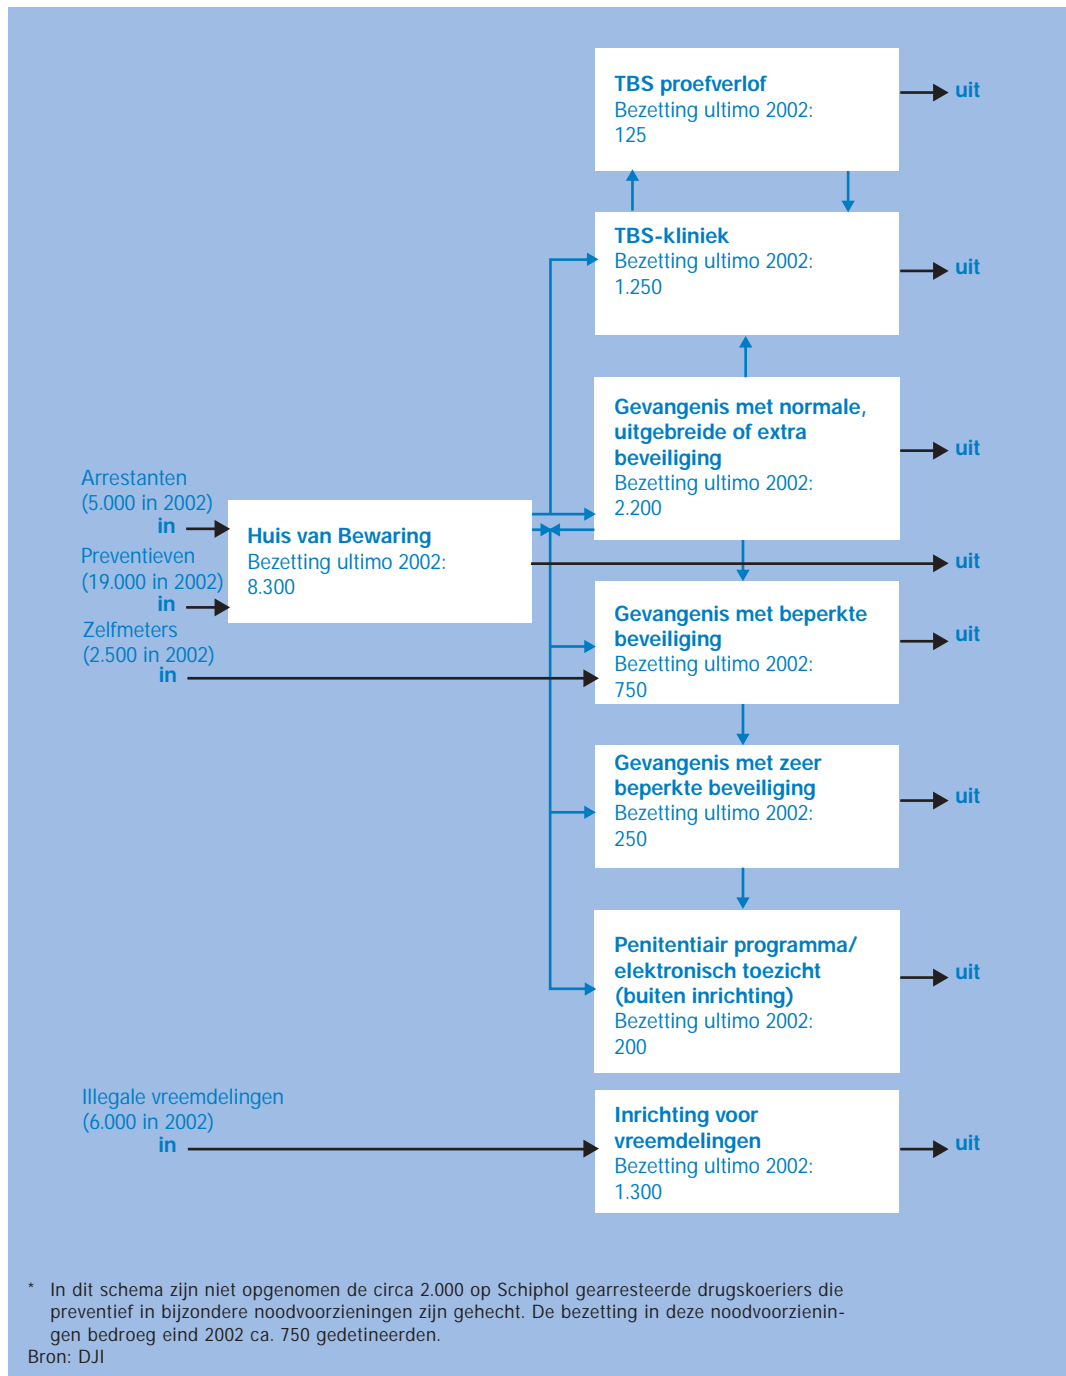 TBS proefverlof
Bezetting ultimo 2002:
125
uit
TBS-kliniek
Bezetting ultimo 2002:
1.250
uit
Gevangenis met normale,
uitgebreide of extra
beveiliging
Bezetting ultimo 2002:
2.200
uit
Arrestanten
(5.000 in 2002)
in
Preventieven
(19.000 in 2002)
in
Huis van Bewaring
Bezetting ultimo 2002:
8.300
uit
Zelfmeters
(2.500 in 2002)
in
Gevangenis met beperkte
beveiliging
Bezetting ultimo 2002:
750
uit
Gevangenis met zeer
beperkte beveiliging
Bezetting ultimo 2002:
250
uit
Penitentiair programma/
elektronisch toezicht
(buiten inrichting)
Bezetting ultimo 2002:
200
uit
Illegale vreemdelingen
(6.000 in 2002)
in
Inrichting voor
vreemdelingen
Bezetting ultimo 2002:
1.300
uit
* In dit schema zijn niet opgenomen de circa 2.000 op Schiphol gearresteerde drugskoeriers die
preventief in bijzondere noodvoorzieningen zijn gehecht. De bezetting in deze noodvoorzienin-
gen bedroeg eind 2002 ca. 750 gedetineerden.
Bron: DJI